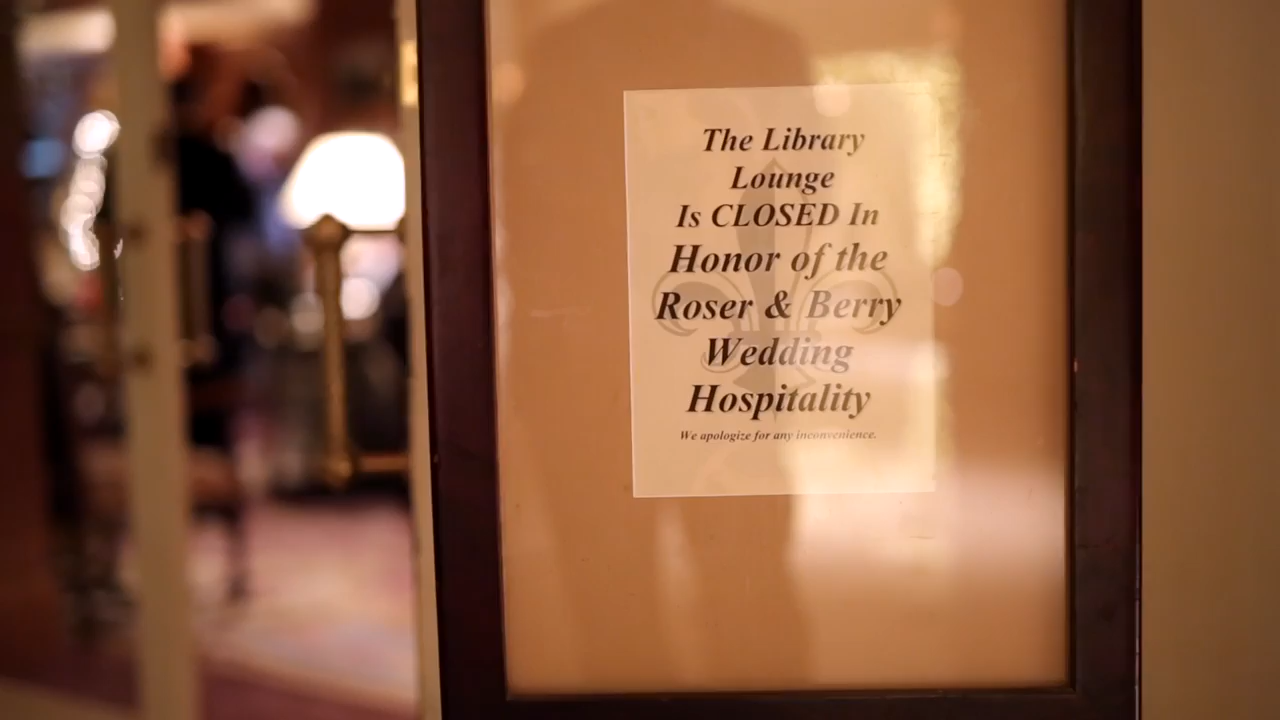 The Library
Lounge
Is CLOSED In
Honor of the
Roser & Berry
Wedding
Hospitality
We apologize for any inconvenience.